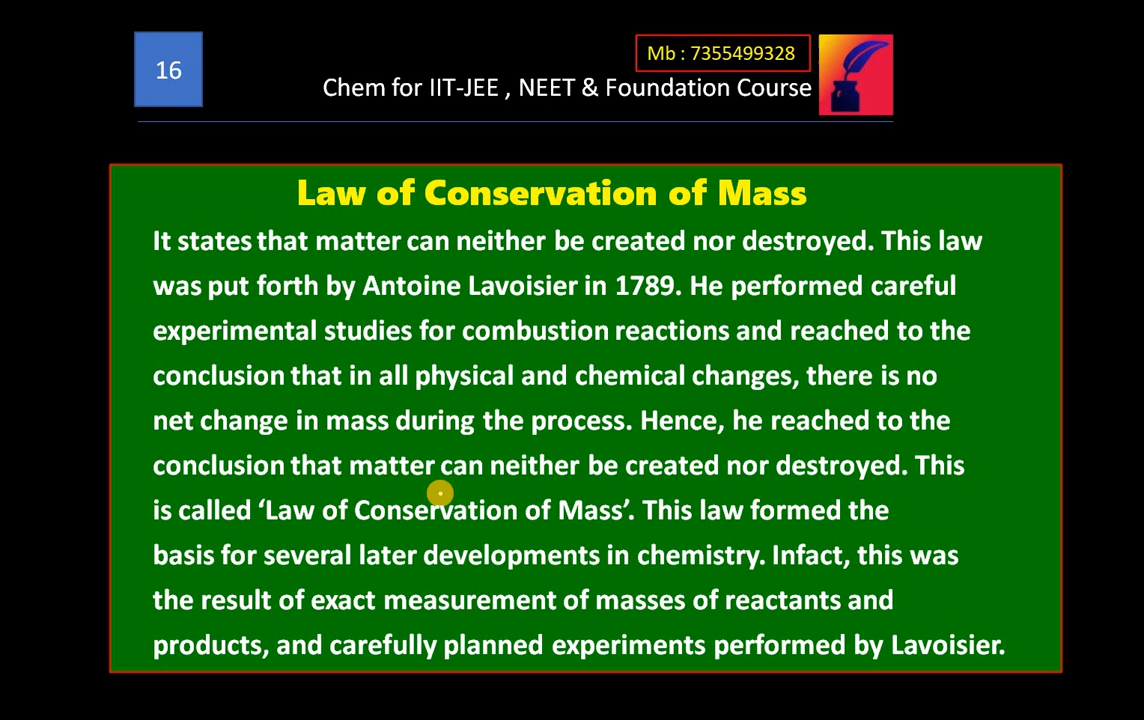 16
Mb : 7355499328
Chem for IIT-JEE , NEET & Foundation Course
Law of Conservation of Mass
It states that matter can neither be created nor destroyed. This law
was put forth by Antoine Lavoisier in 1789. He performed careful
experimental studies for combustion reactions and reached to the
conclusion that in all physical and chemical changes, there is no
net change in mass during the process. Hence, he reached to the
conclusion that matter can neither be created nor destroyed. This
is called ‘Law of Conservation of Mass’. This law formed the
basis for several later developments in chemistry. Infact, this was
the result of exact measurement of masses of reactants and
products, and carefully planned experiments performed by Lavoisier.